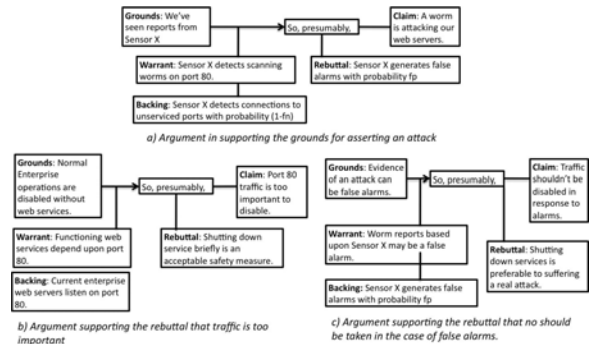 Grounds: We've
seen reports from
Sensor X
So, presumably,
Claim: A worm
is attacking our
web servers.
Warrant: Sensor X detects scanning
worms on port 80.
Rebuttal: Sensor X generates false
alarms with probability fp
Backing: Sensor X detects connections to
unserviced ports with probability (1-fn)
a) Argument in supporting the grounds for asserting an attack
Grounds: Normal
Enterprise
operations are
disabled without
web services.
So, presumably,
Claim: Port 80
traffic is too
important to
disable.
Warrant: Functioning web
services depend upon port
80.
Rebuttal: Shutting down
service briefly is an
acceptable safety measure.
Backing: Current enterprise
web servers listen on port
80.
b) Argument supporting the rebuttal that traffic is too
important
Grounds: Evidence
of an attack can
be false alarms.
So, presumably,
Claim: Traffic
shouldn't be
disabled in
response to
alarms.
Warrant: Worm reports based
upon Sensor X may be a false
alarm.
Rebuttal: Shutting
down services is
preferable to suffering
a real attack.
Backing: Sensor X generates false
alarms with probability fp
c) Argument supporting the rebuttal that no should
be taken in the case of false alarms.